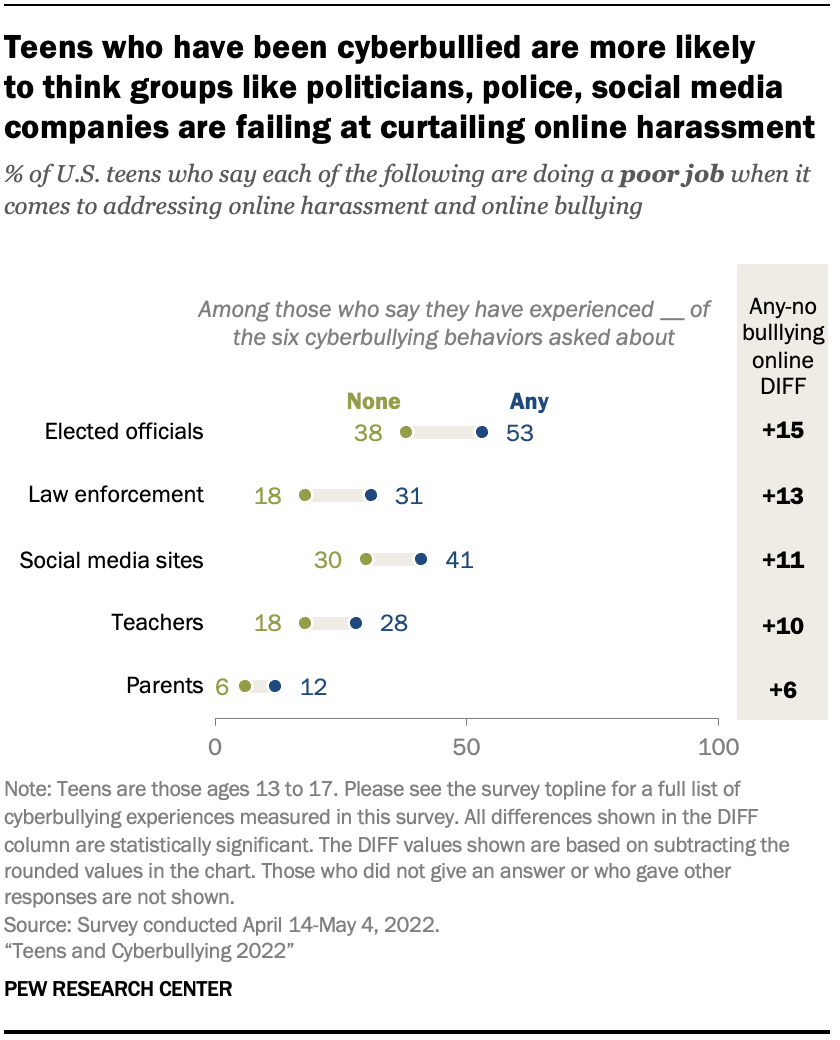 Teens who have been cyberbullied are more likely
to think groups like politicians, police, social media
companies are failing at curtailing online harassment
% of U.S. teens who say each of the following are doing a poor job when it
comes to addressing online harassment and online bullying
Among those who say they have experienced __ of
the six cyberbullying behaviors asked about
Any-no
bulllying
online
DIFF
None Any
Elected officials 38 53 +15
Law enforcement 18 31 +13
Social media sites 30 41 +11
Teachers 18 28 +10
Parents 6 12 +6
0 50 100
Note: Teens are those ages 13 to 17. Please see the survey topline for a full list of
cyberbullying experiences measured in this survey. All differences shown in the DIFF
column are statistically significant. The DIFF values shown are based on subtracting the
rounded values in the chart. Those who did not give an answer or who gave other
responses are not shown.
Source: Survey conducted April 14-May 4, 2022.
“Teens and Cyberbullying 2022”
PEW RESEARCH CENTER